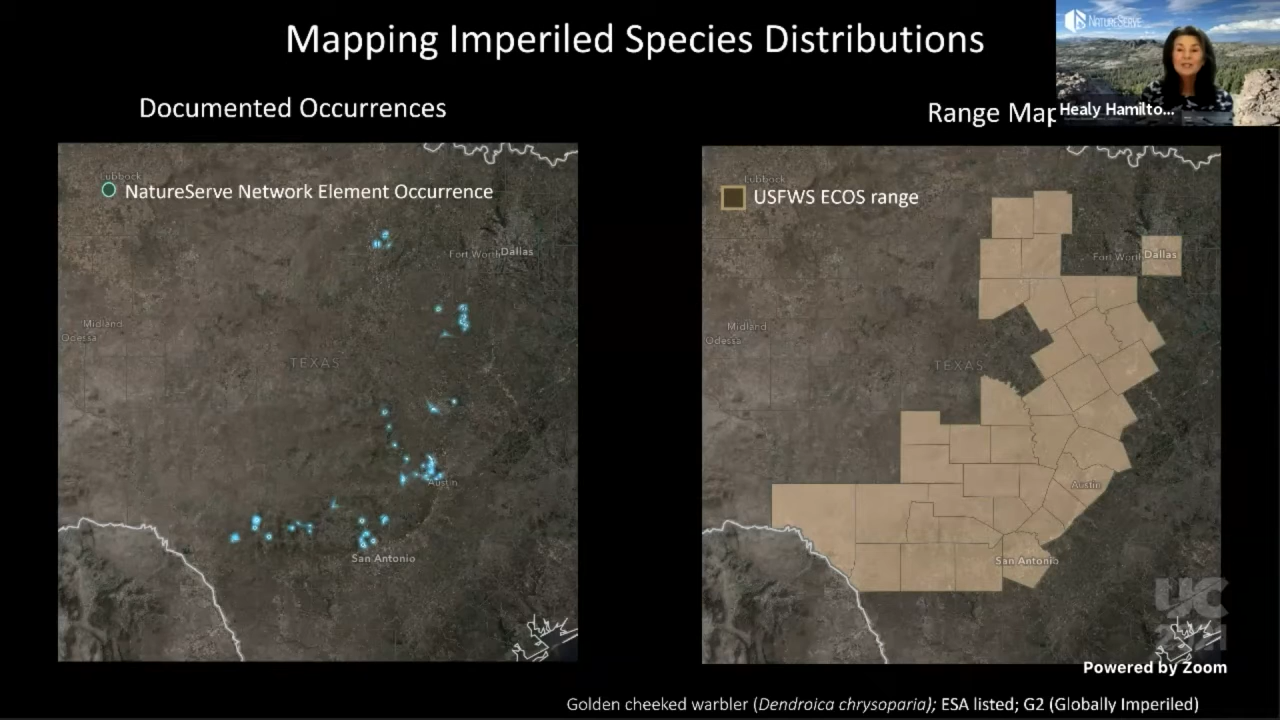 Mapping Imperiled Species Distributions
NATURESERVE
Healy Hamilto...
Documented Occurrences
Range Map
Lubbock
NatureServe Network Element Occurrence
Fort Worth
Dallas
Midland
Odessa
TEXAS
Austin
San Antonio
Lubbock
USFWS ECOS range
Fort Worth
Dallas
Midland
Odessa
TEXAS
Austin
San Antonio
UC
Powered by Zoom
Golden cheeked warbler (Dendroica chrysoparia); ESA listed; G2 (Globally Imperiled)